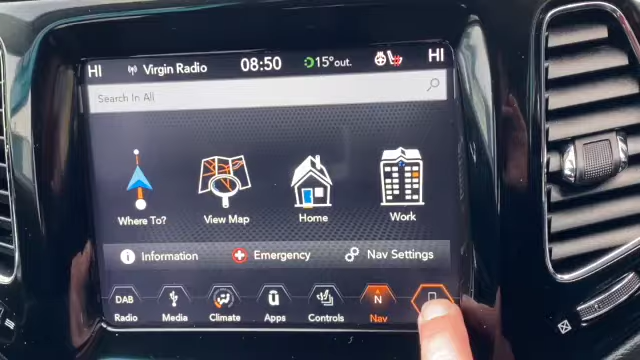 HI Virgin Radio 08:50 15° out. HI
Search In All
Where To? View Map Home Work
Information Emergency Nav Settings
DAB N
Radio Media Climate Apps Controls Nav